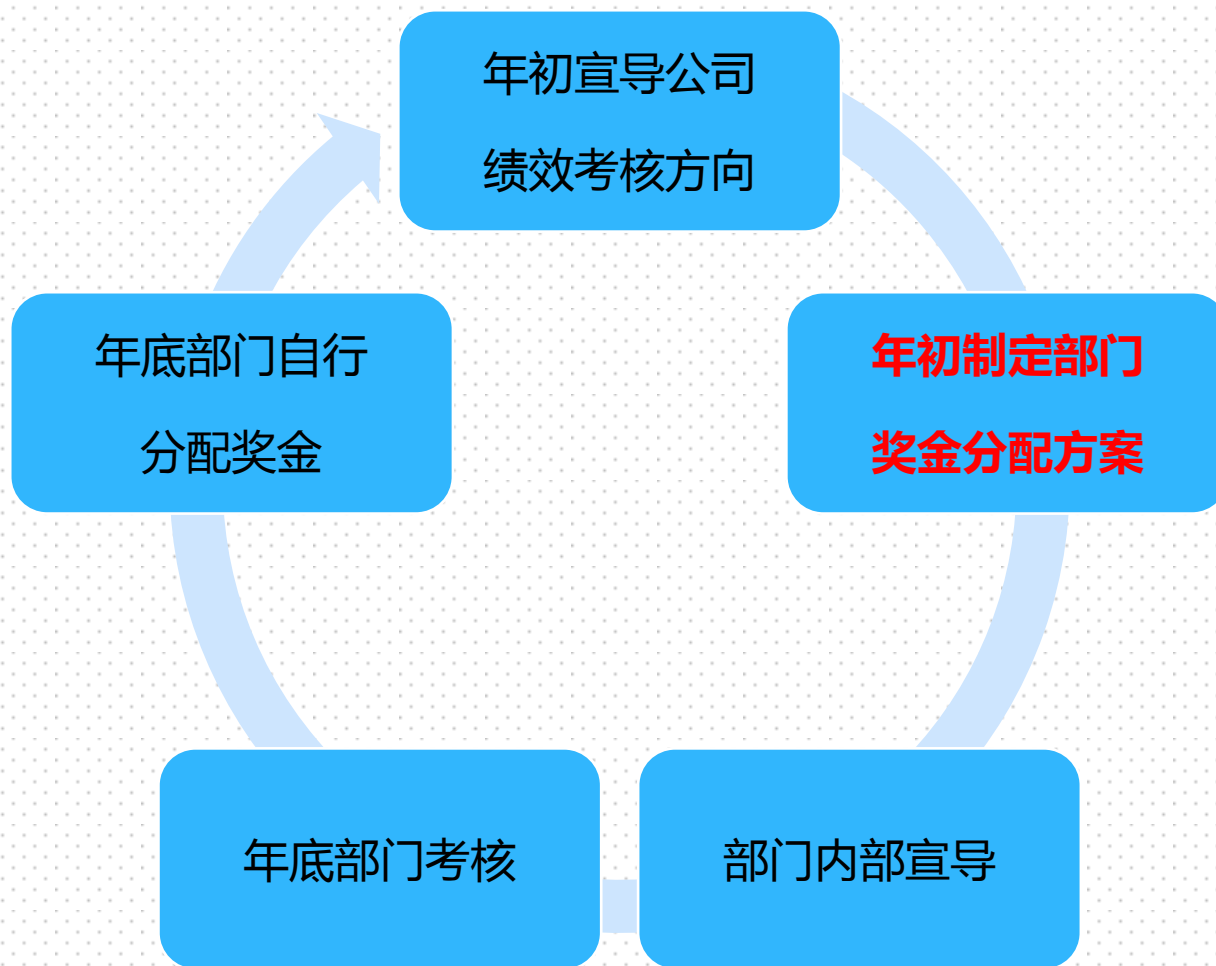 年初宣导公司
绩效考核方向
年初制定部门
奖金分配方案
部门内部宣导
年底部门考核
年底部门自行
分配奖金